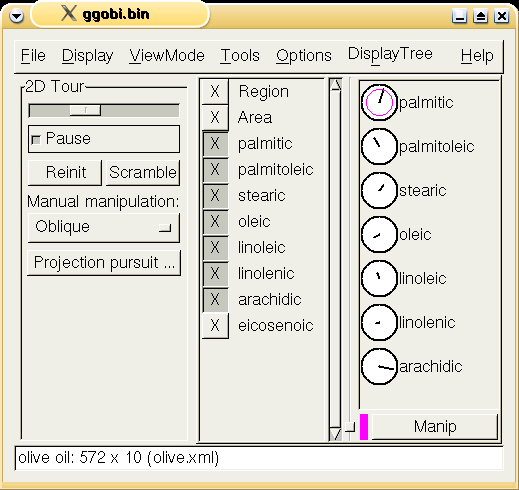 ggobi.bin
File Display ViewMode Tools Options DisplayTree Help
2D Tour
Pause
Reinit Scramble
Manual manipulation:
Oblique
Projection pursuit ...
X Region
X Area
X palmitic
X palmitoleic
X stearic
X oleic
X linoleic
X linolenic
X arachidic
X eicosenoic
palmitic
palmitoleic
stearic
oleic
linoleic
linolenic
arachidic
Manip
olive oil: 572 x 10 (olive.xml)